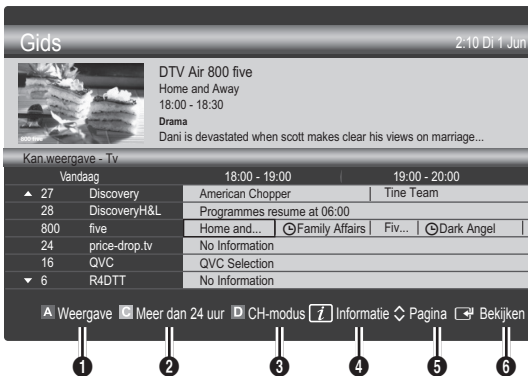 Gids 2:10 Di 1 Jun
DTV Air 800 five
Home and Away
18:00 - 18:30
Drama
Dani is devastated when scott makes clear his views on marriage...
800 five
Kan.weergave - Tv
Vandaag 18:00 - 19:00 19:00 - 20:00
▲ 27 Discovery American Chopper Tine Team
28 DiscoveryH&L Programmes resume at 06:00
800 five Home and... Family Affairs Fiv... Dark Angel
24 price-drop.tv No Information
16 QVC QVC Selection
▼ 6 R4DTT No Information
A Weergave C Meer dan 24 uur D CH-modus i Informatie Pagina Bekijken
1 2 3 4 5 6